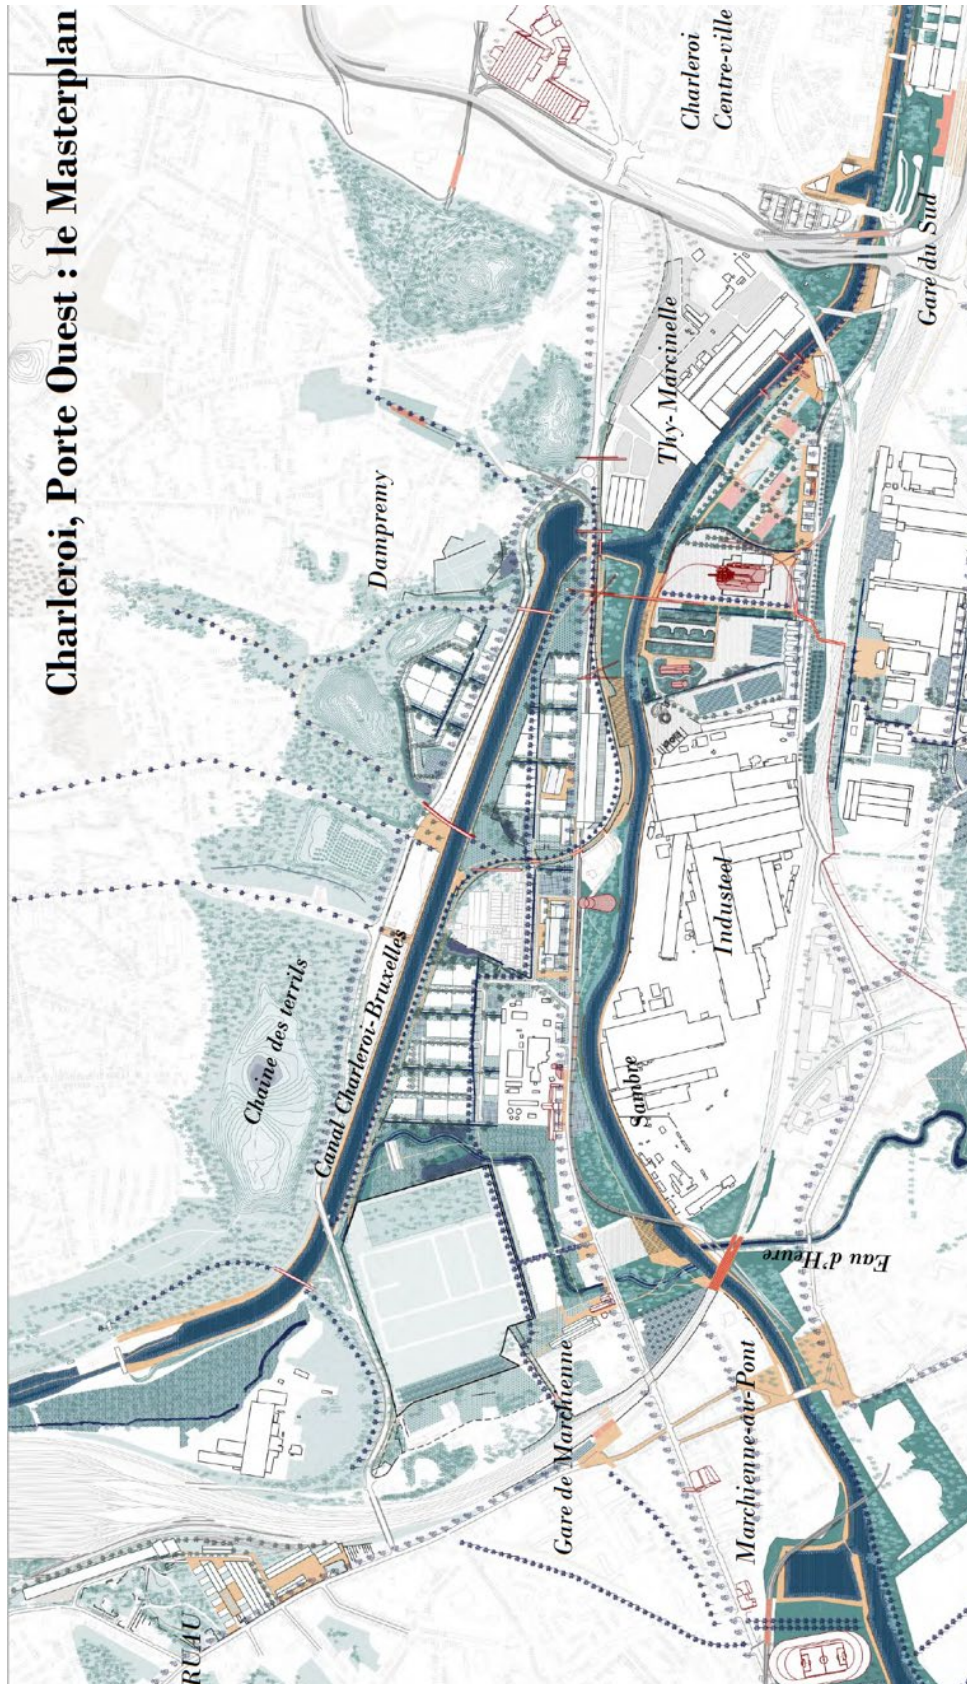 Charleroi, Porte Ouest : le Masterplan
Charleroi
Centre-ville
Gare du Sud
Thy-Marcinelle
Dampremy
Chaine des terrils
Canal Charleroi-Bruxelles
Industeel
Sambre
Eau d'Heure
Gare de Marchienne
Marchienne-au-Pont
RUAU